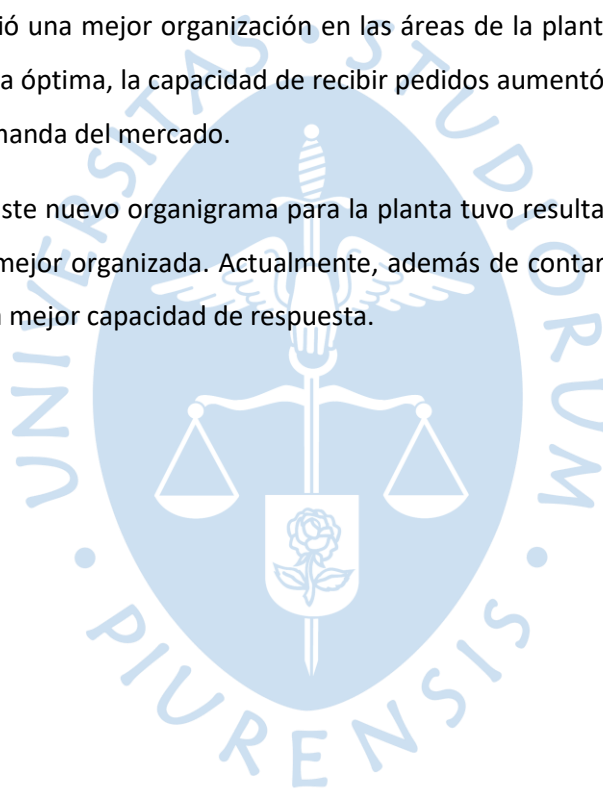 ió una mejor organización en las áreas de la plant
a óptima, la capacidad de recibir pedidos aumentó
manda del mercado.
ste nuevo organigrama para la planta tuvo resulta
mejor organizada. Actualmente, además de contar
mejor capacidad de respuesta.
UNIVERSITAS • STUDIORUM • PIURENSIS